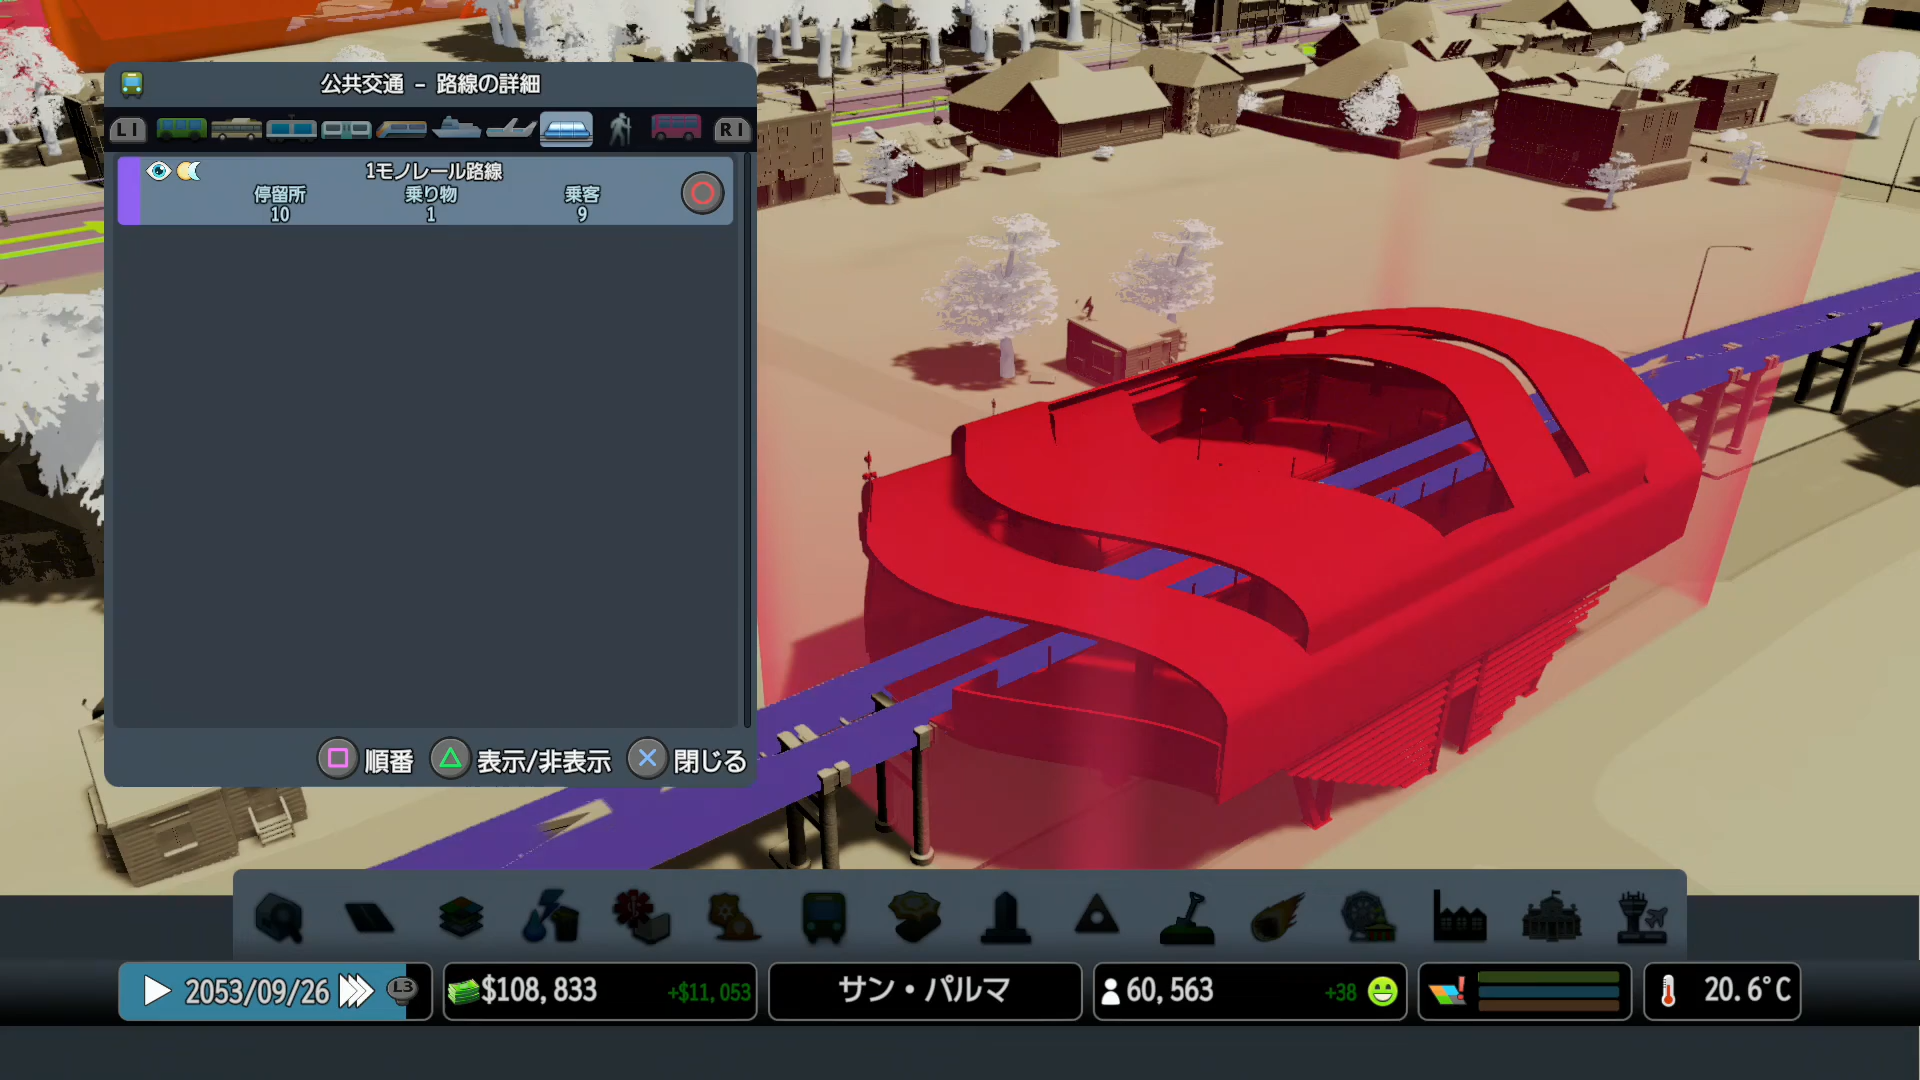 公共交通 – 路線の詳細
L1
R1
1モノレール路線
停留所 乗り物 乗客
10 1 9
順番 表示/非表示 閉じる
2053/09/26 L3
$108,833 +$11,053
サン・パルマ
60,563 +38
20.6°C